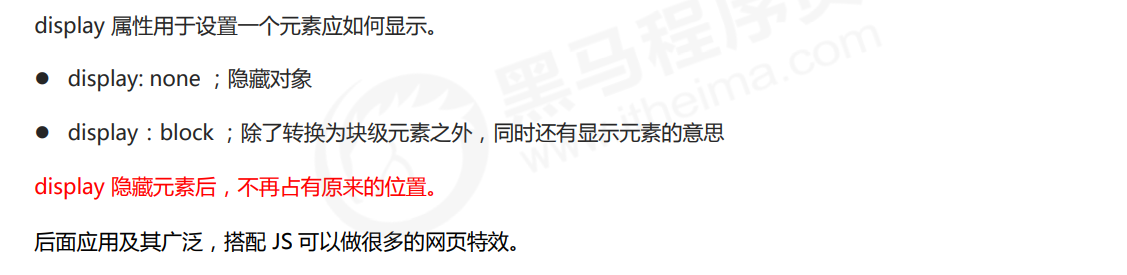 display 属性用于设置一个元素应如何显示。
● display: none ；隐藏对象
● display：block ；除了转换为块级元素之外，同时还有显示元素的意思
display 隐藏元素后，不再占有原来的位置。
后面应用及其广泛，搭配 JS 可以做很多的网页特效。
黑马程序员
www.itheima.com